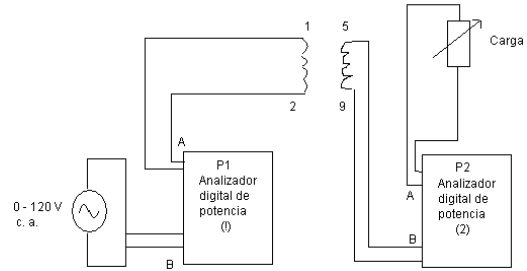 1
5
Carga
2
9
A
P1
Analizador
digital de
potencia
(!)
P2
Analizador
digital de
potencia
(2)
A
0 - 120 V
c. a.
B
B